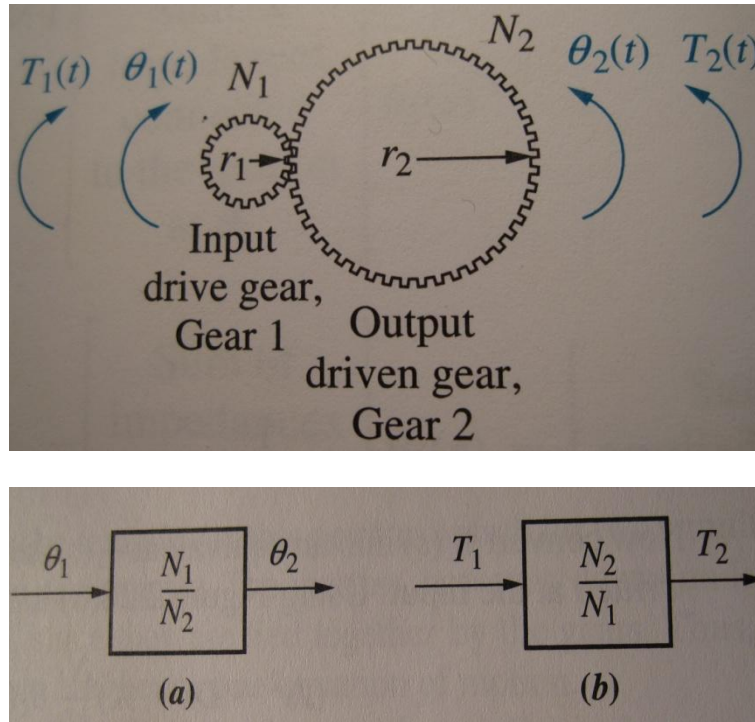 T₁(t) θ₁(t) N₁ N₂ θ₂(t) T₂(t)
r₁ r₂
Input
drive gear,
Gear 1
Output
driven gear,
Gear 2
θ₁ N₁/N₂ θ₂ T₁ N₂/N₁ T₂
(a) (b)